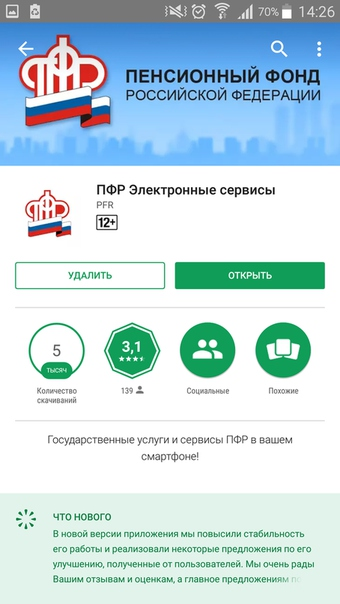 70% 14:26
ПЕНСИОННЫЙ ФОНД
РОССИЙСКОЙ ФЕДЕРАЦИИ
ПФР Электронные сервисы
PFR
12+
УДАЛИТЬ
ОТКРЫТЬ
5
ТЫСЯЧ
3,1
Количество
скачиваний
139
Социальные
Похожие
Государственные услуги и сервисы ПФР в вашем
смартфоне!
ЧТО НОВОГО
В новой версии приложения мы повысили стабильность
его работы и реализовали некоторые предложения по его
улучшению, полученные от пользователей. Мы очень рады
Вашим отзывам и оценкам, а главное предложениям